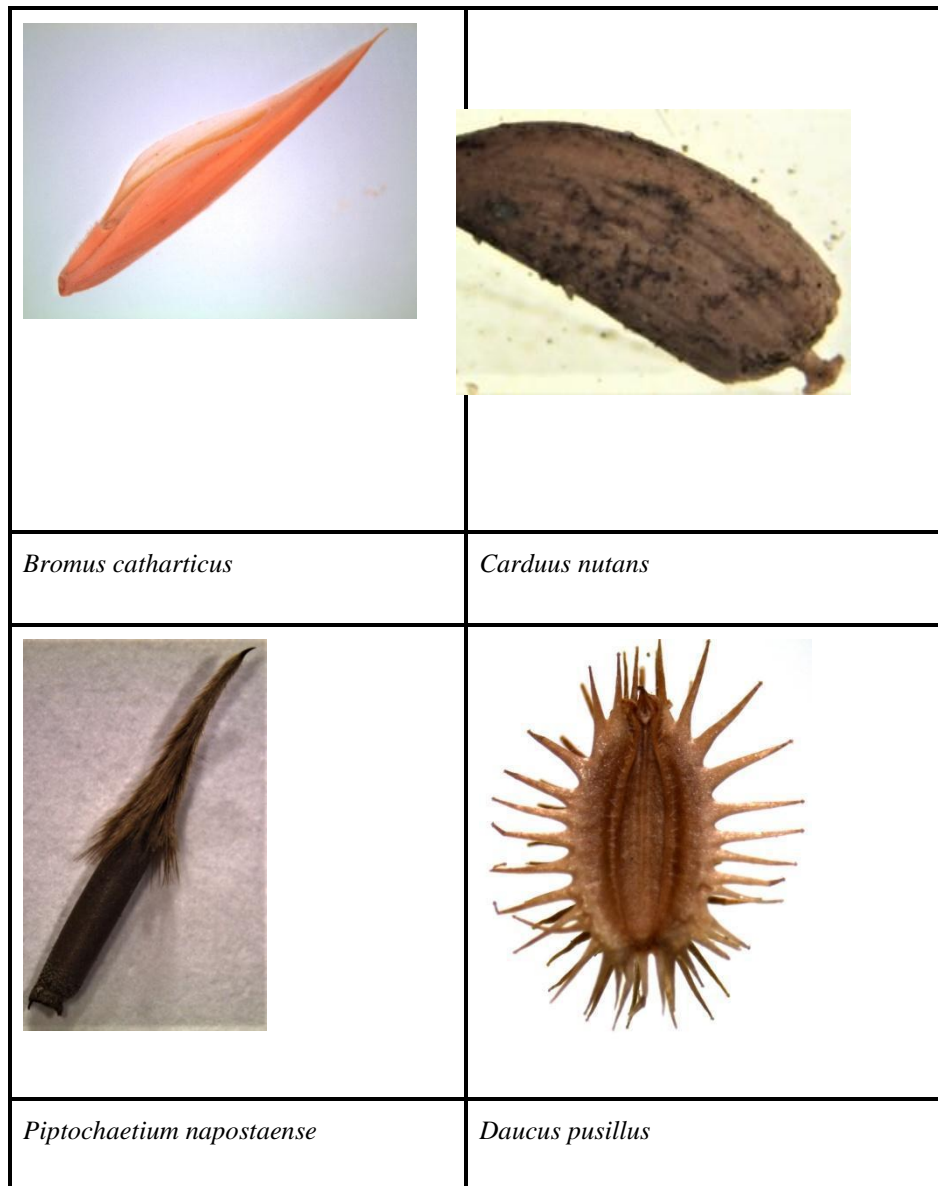 Bromus catharticus
Carduus nutans
Piptochaetium napostaense
Daucus pusillus